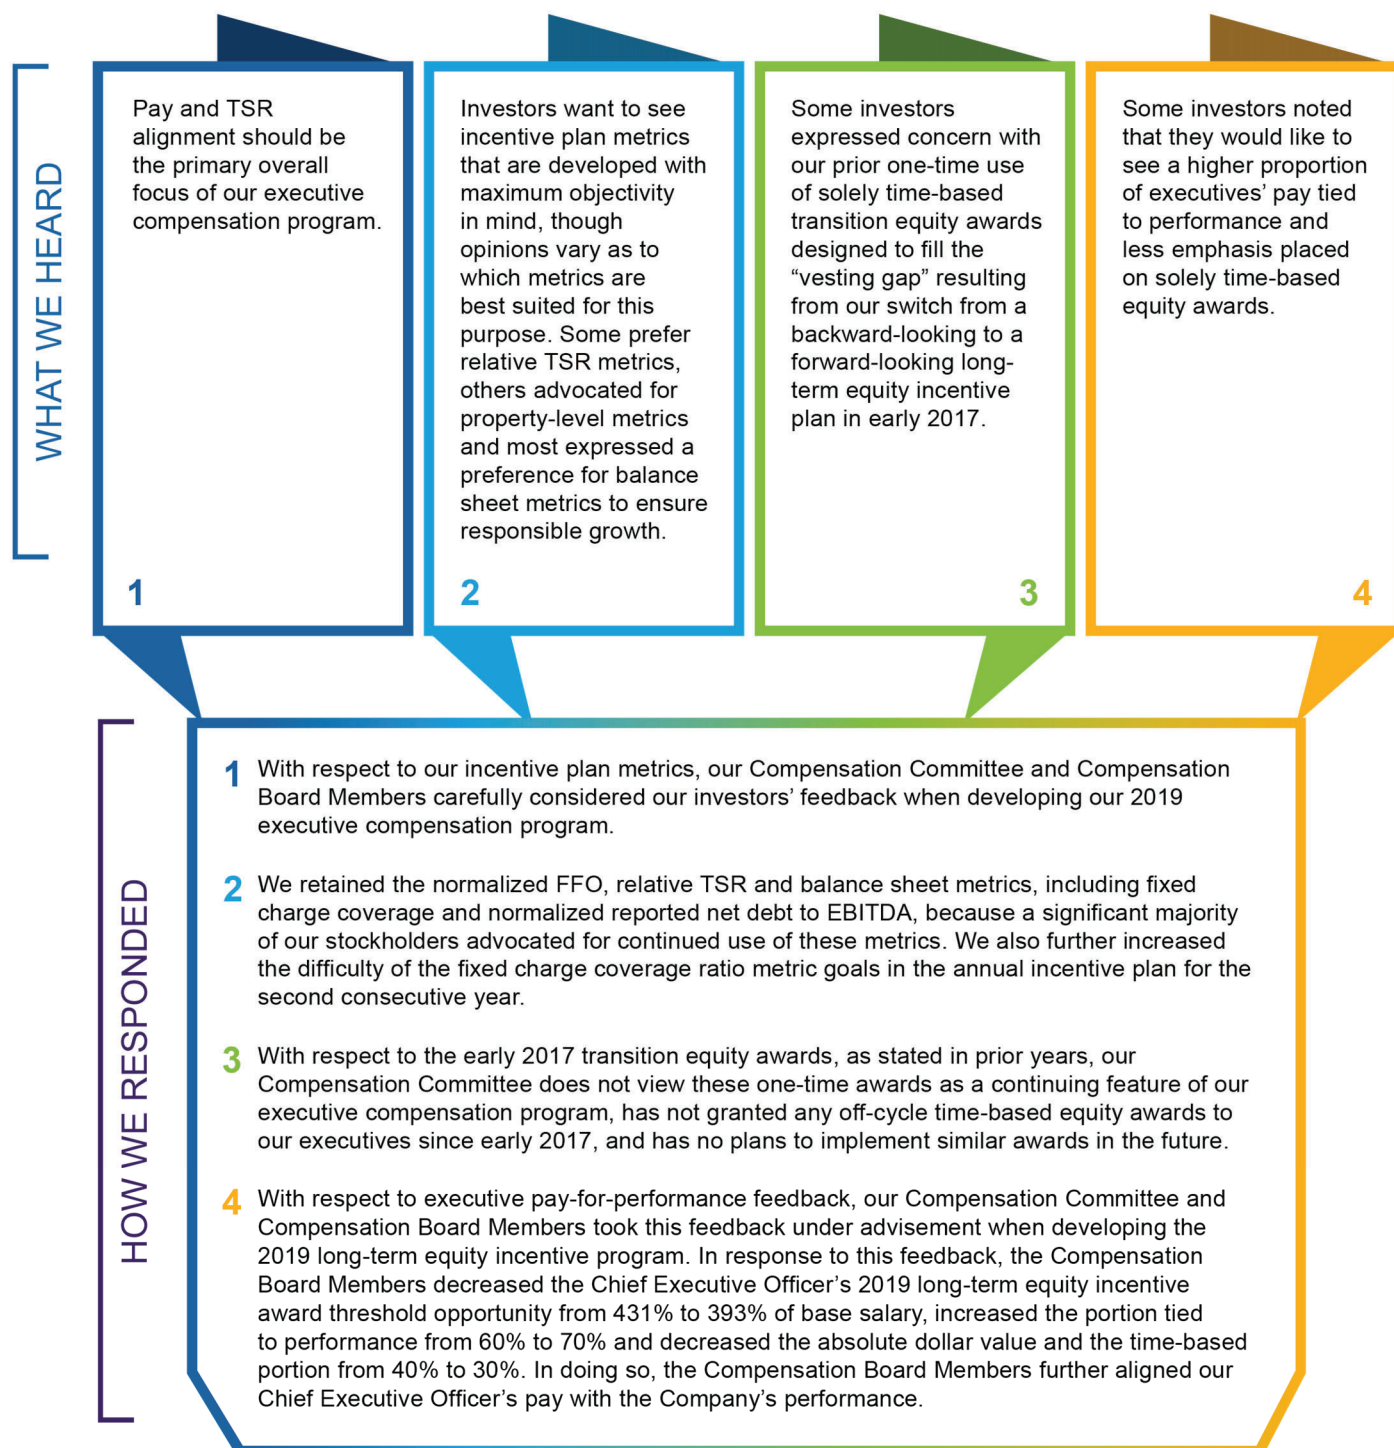 WHAT WE HEARD
Pay and TSR
alignment should be
the primary overall
focus of our executive
compensation program.
1
Investors want to see
incentive plan metrics
that are developed with
maximum objectivity
in mind, though
opinions vary as to
which metrics are
best suited for this
purpose. Some prefer
relative TSR metrics,
others advocated for
property-level metrics
and most expressed a
preference for balance
sheet metrics to ensure
responsible growth.
2
Some investors
expressed concern with
our prior one-time use
of solely time-based
transition equity awards
designed to fill the
“vesting gap” resulting
from our switch from a
backward-looking to a
forward-looking long-
term equity incentive
plan in early 2017.
3
Some investors noted
that they would like to
see a higher proportion
of executives’ pay tied
to performance and
less emphasis placed
on solely time-based
equity awards.
4
HOW WE RESPONDED
1 With respect to our incentive plan metrics, our Compensation Committee and Compensation
Board Members carefully considered our investors’ feedback when developing our 2019
executive compensation program.
2 We retained the normalized FFO, relative TSR and balance sheet metrics, including fixed
charge coverage and normalized reported net debt to EBITDA, because a significant majority
of our stockholders advocated for continued use of these metrics. We also further increased
the difficulty of the fixed charge coverage ratio metric goals in the annual incentive plan for the
second consecutive year.
3 With respect to the early 2017 transition equity awards, as stated in prior years, our
Compensation Committee does not view these one-time awards as a continuing feature of our
executive compensation program, has not granted any off-cycle time-based equity awards to
our executives since early 2017, and has no plans to implement similar awards in the future.
4 With respect to executive pay-for-performance feedback, our Compensation Committee and
Compensation Board Members took this feedback under advisement when developing the
2019 long-term equity incentive program. In response to this feedback, the Compensation
Board Members decreased the Chief Executive Officer’s 2019 long-term equity incentive
award threshold opportunity from 431% to 393% of base salary, increased the portion tied
to performance from 60% to 70% and decreased the absolute dollar value and the time-based
portion from 40% to 30%. In doing so, the Compensation Board Members further aligned our
Chief Executive Officer’s pay with the Company’s performance.